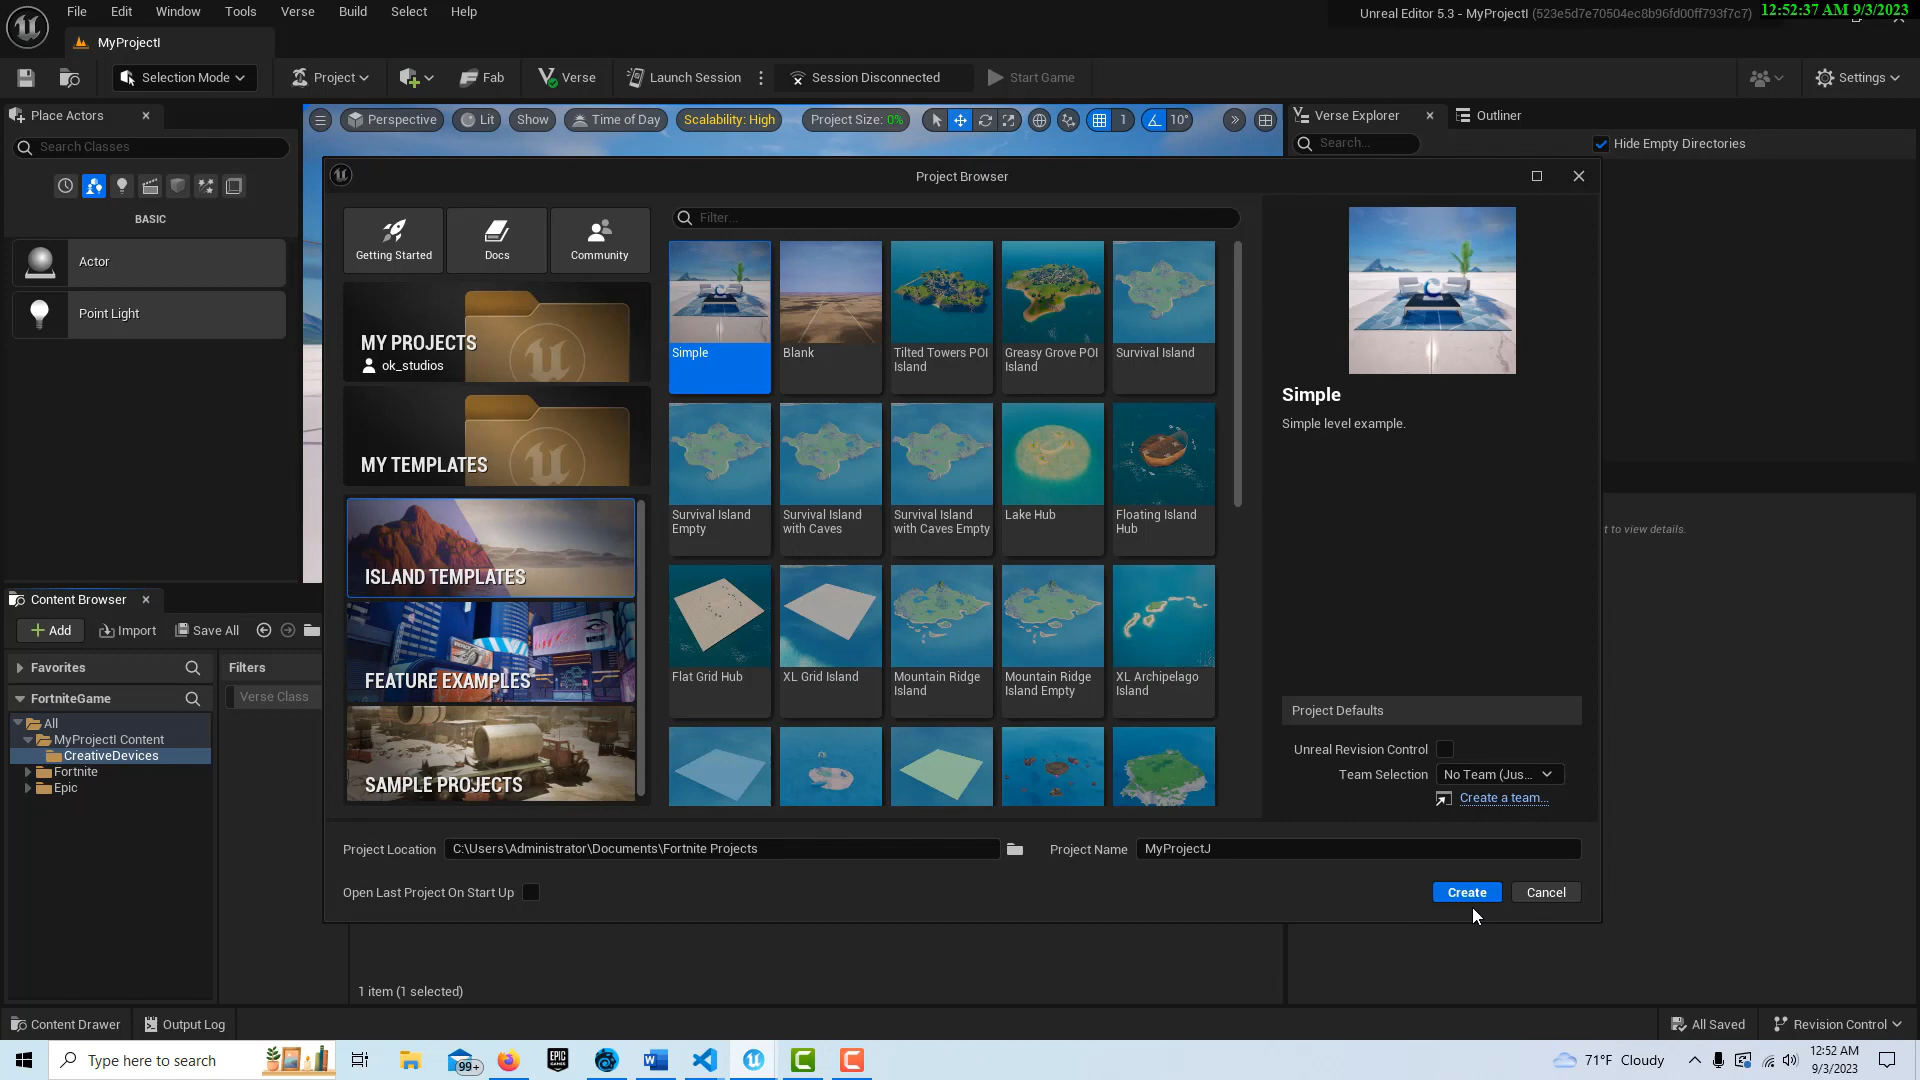 File Edit Window Tools Verse Build Select Help
Unreal Editor 5.3 - MyProjectI (523e5d7e70504ec8b96fd00ff793f7c7)
12:52:37 AM 9/3/2023
MyProjectI
Selection Mode
Project
Fab
Verse
Launch Session
Session Disconnected
Start Game
Settings
Place Actors
Search Classes
BASIC
Actor
Point Light
Perspective
Lit
Show
Time of Day
Scalability: High
Project Size: 0%
1
10°
Verse Explorer
Outliner
Search...
Hide Empty Directories
t to view details.
Project Browser
Getting Started
Docs
Community
MY PROJECTS
ok_studios
MY TEMPLATES
ISLAND TEMPLATES
FEATURE EXAMPLES
SAMPLE PROJECTS
Filter...
Simple
Blank
Tilted Towers POI
Island
Greasy Grove POI
Island
Survival Island
Survival Island
Empty
Survival Island
with Caves
Survival Island
with Caves Empty
Lake Hub
Floating Island
Hub
Flat Grid Hub
XL Grid Island
Mountain Ridge
Island
Mountain Ridge
Island Empty
XL Archipelago
Island
Simple
Simple level example.
Project Defaults
Unreal Revision Control
Team Selection
No Team (Jus...
Create a team...
Project Location
C:\Users\Administrator\Documents\Fortnite Projects
Project Name
MyProjectJ
Open Last Project On Start Up
Create
Cancel
Content Browser
Add
Import
Save All
Favorites
Filters
FortniteGame
Verse Class
All
MyProjectI Content
CreativeDevices
Fortnite
Epic
1 item (1 selected)
Content Drawer
Output Log
All Saved
Revision Control
Type here to search
99+
EPIC
GAMES
71°F Cloudy
12:52 AM
9/3/2023